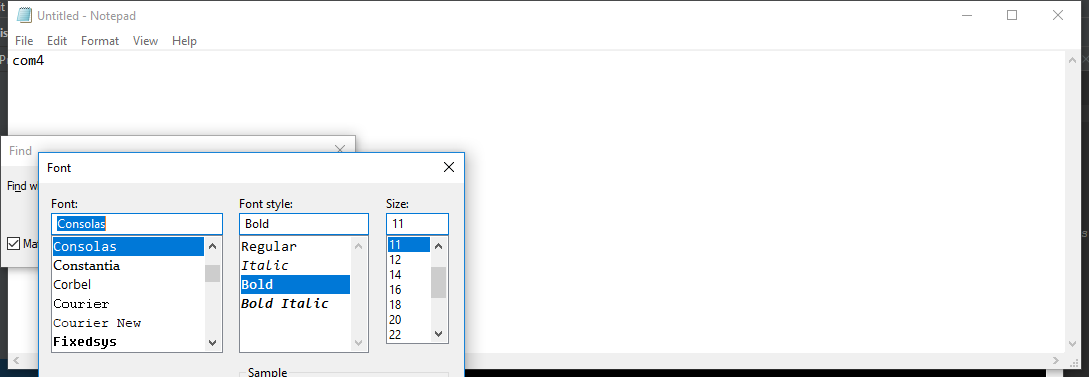 Untitled - Notepad
File Edit Format View Help
com4
Find
Find w
Mat
Font
Font: Font style: Size:
Consolas Bold 11
Consolas Regular 11
Constantia Italic 12
Corbel Bold 14
Courier Bold Italic 16
Courier New 18
Fixedsys 20
22
Sample